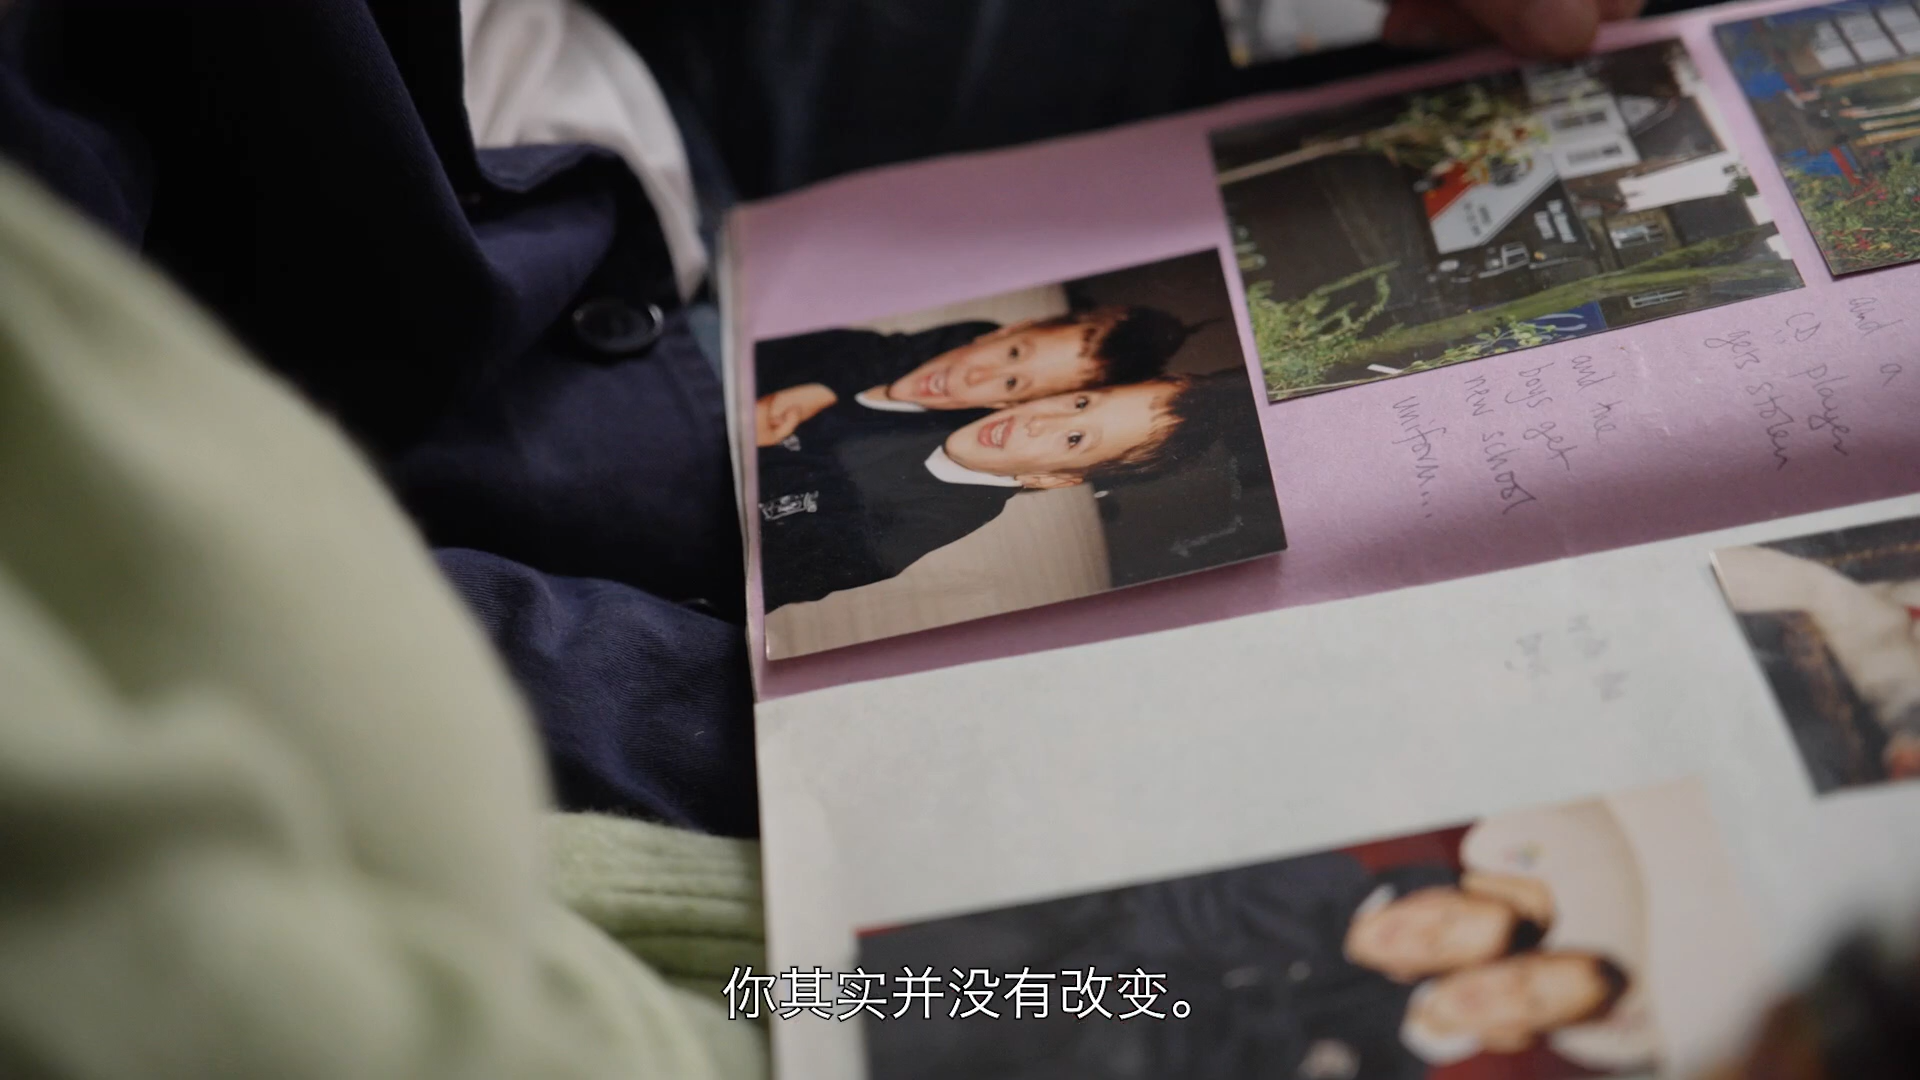 and a
CD player
gets stolen
and the
boys get
new school
uniform...
你其实并没有改变。